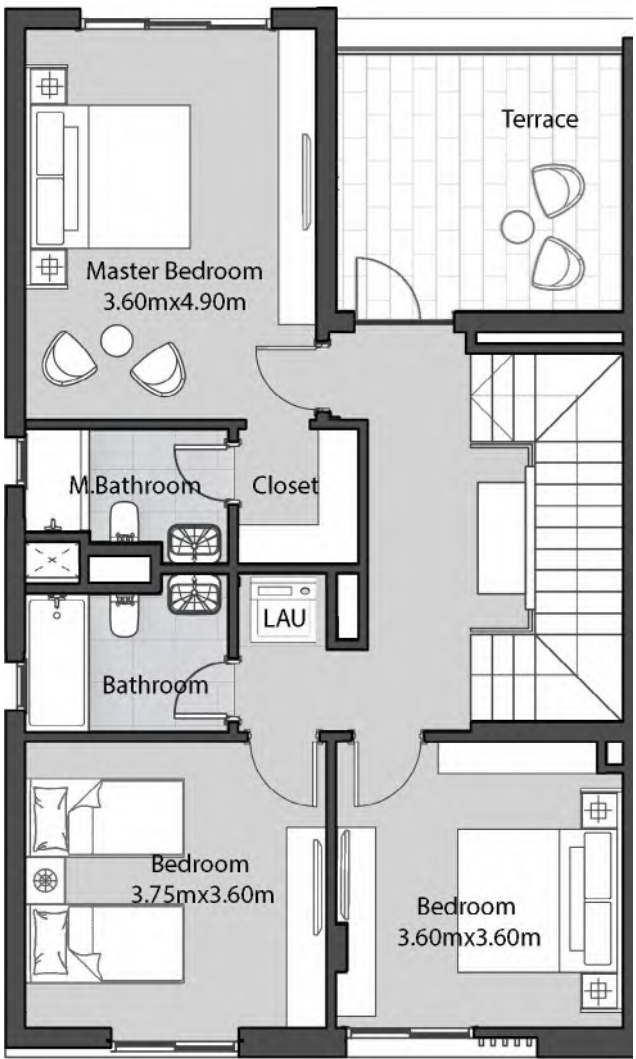 Terrace
Master Bedroom
3.60mx4.90m
M.Bathroom
Closet
LAU
Bathroom
Bedroom
3.75mx3.60m
Bedroom
3.60mx3.60m